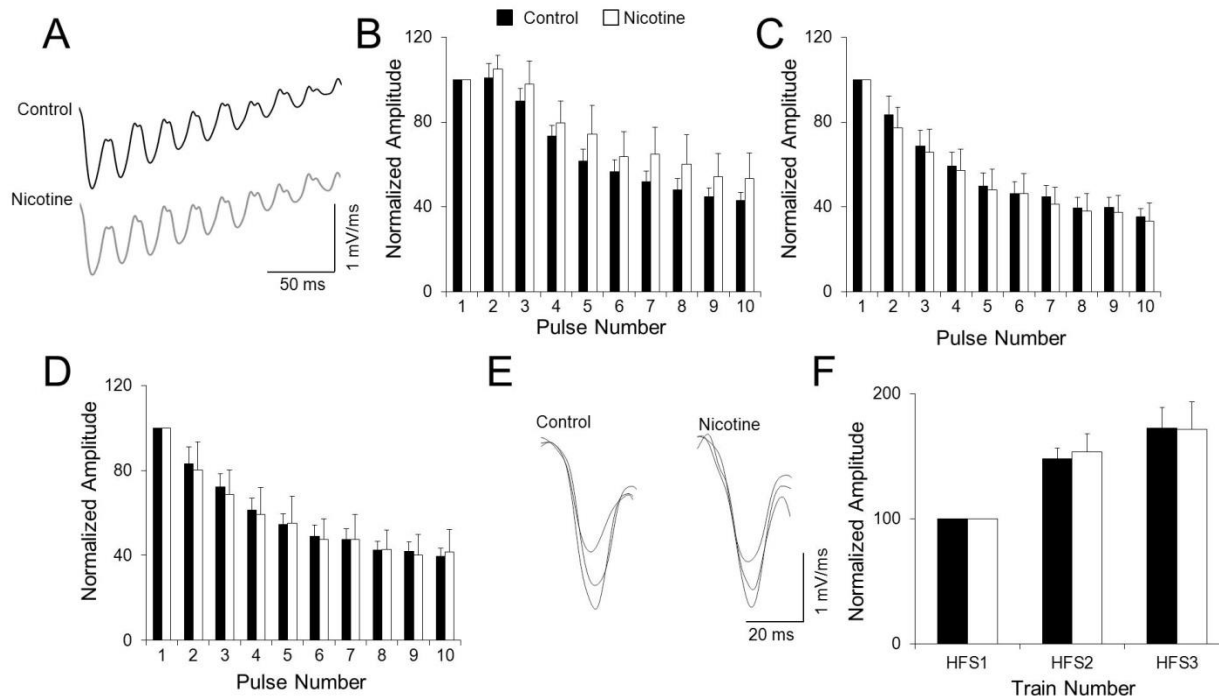 Control Nicotine
A
Control
Nicotine
50 ms
1 mV/ms
B
120
80
40
0
Normalized Amplitude
1 2 3 4 5 6 7 8 9 10
Pulse Number
C
120
80
40
0
Normalized Amplitude
1 2 3 4 5 6 7 8 9 10
Pulse Number
D
120
80
40
0
Normalized Amplitude
1 2 3 4 5 6 7 8 9 10
Pulse Number
E
Control Nicotine
20 ms
1 mV/ms
F
200
100
0
Normalized Amplitude
HFS1 HFS2 HFS3
Train Number